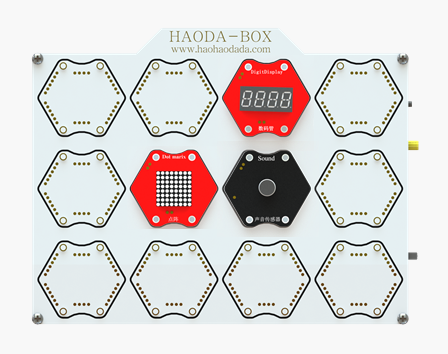 HAODA-BOX
www.haohaodada.com
DigitDisplay
8888
数码管
Dot marix
Sound
点阵
声音传感器